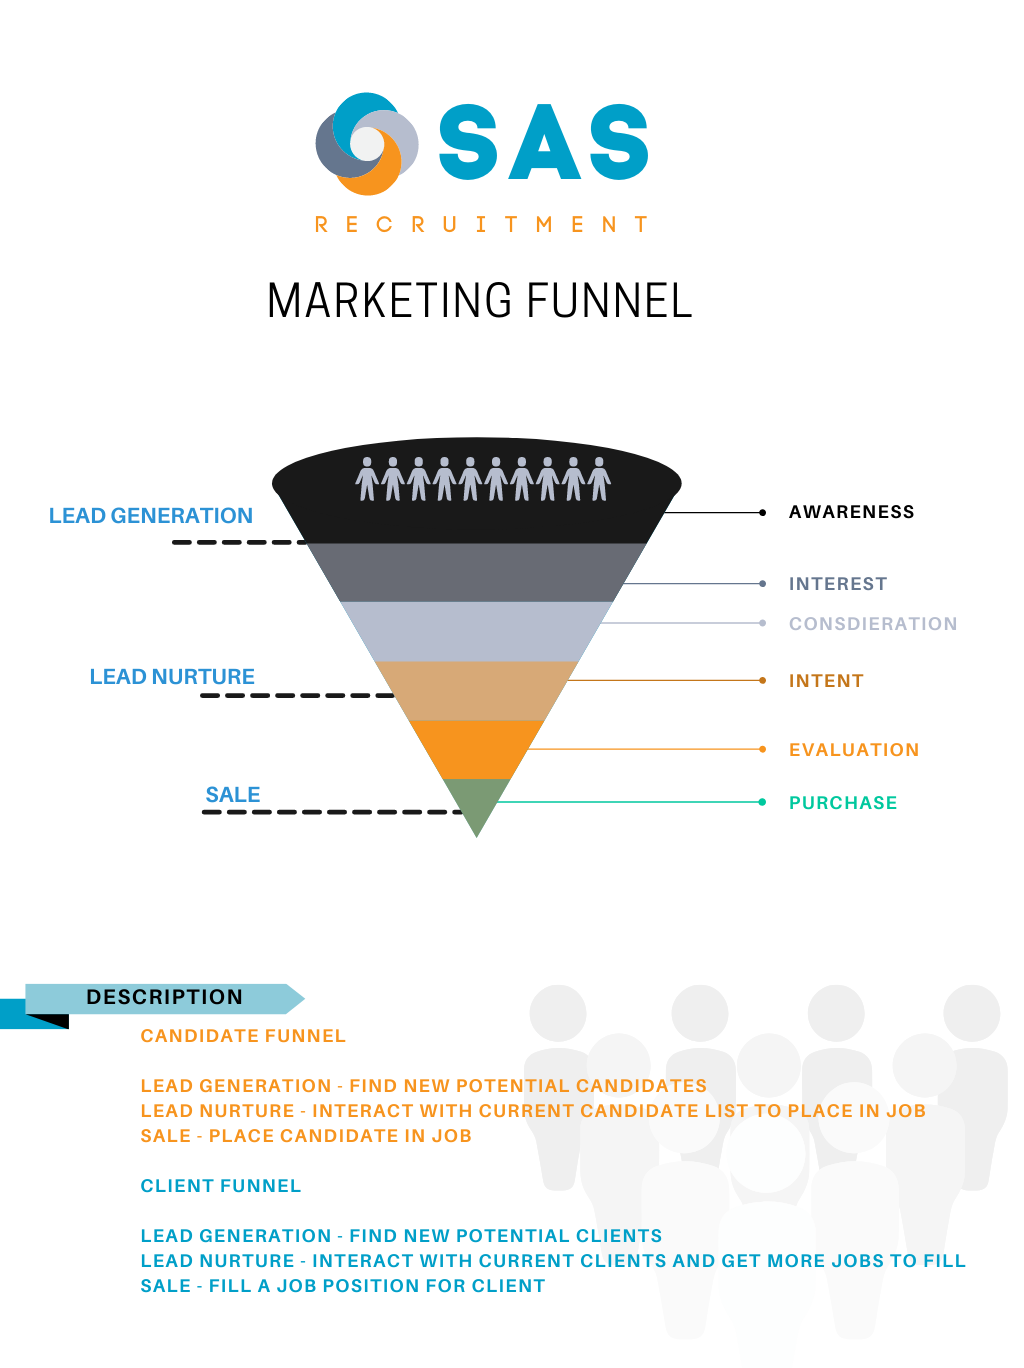 SAS
RECRUITMENT
MARKETING FUNNEL
LEAD GENERATION
AWARENESS
INTEREST
CONSDIERATION
LEAD NURTURE
INTENT
EVALUATION
SALE
PURCHASE
DESCRIPTION
CANDIDATE FUNNEL
LEAD GENERATION - FIND NEW POTENTIAL CANDIDATES
LEAD NURTURE - INTERACT WITH CURRENT CANDIDATE LIST TO PLACE IN JOB
SALE - PLACE CANDIDATE IN JOB
CLIENT FUNNEL
LEAD GENERATION - FIND NEW POTENTIAL CLIENTS
LEAD NURTURE - INTERACT WITH CURRENT CLIENTS AND GET MORE JOBS TO FILL
SALE - FILL A JOB POSITION FOR CLIENT